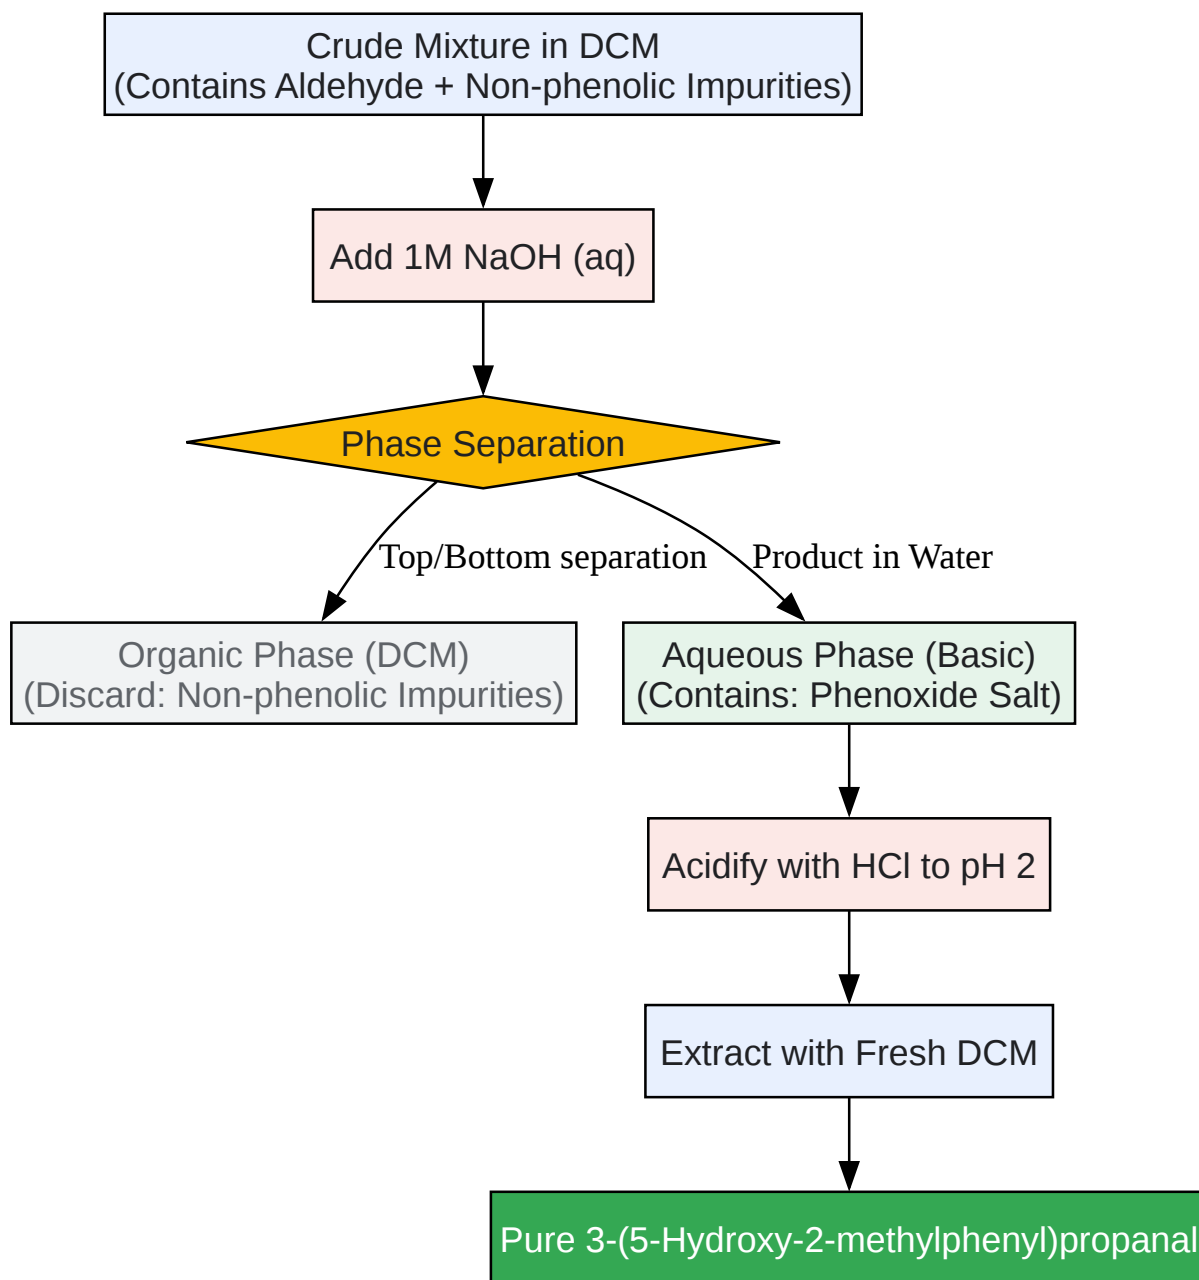 Crude Mixture in DCM
(Contains Aldehyde + Non-phenolic Impurities)
Add 1M NaOH (aq)
Phase Separation
Top/Bottom separation
Product in Water
Organic Phase (DCM)
(Discard: Non-phenolic Impurities)
Aqueous Phase (Basic)
(Contains: Phenoxide Salt)
Acidify with HCl to pH 2
Extract with Fresh DCM
Pure 3-(5-Hydroxy-2-methylphenyl)propanal